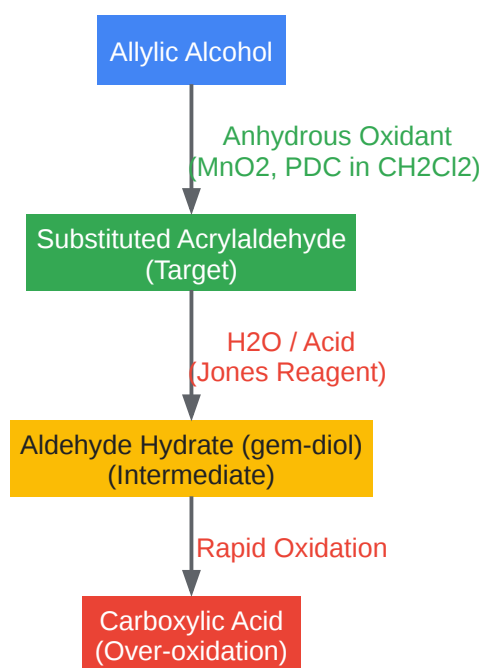 Allylic Alcohol
Anhydrous Oxidant
(MnO2, PDC in CH2Cl2)
Substituted Acrylaldehyde
(Target)
H2O / Acid
(Jones Reagent)
Aldehyde Hydrate (gem-diol)
(Intermediate)
Rapid Oxidation
Carboxylic Acid
(Over-oxidation)